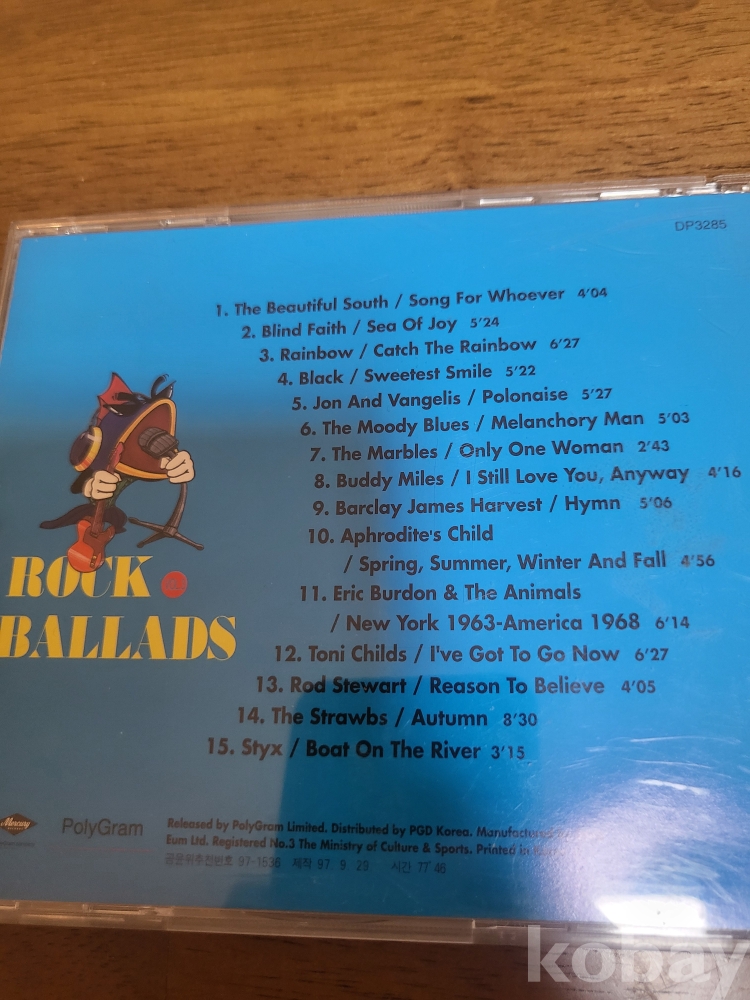 DP3285
1. The Beautiful South / Song For Whoever 4'04
2. Blind Faith / Sea Of Joy 5'24
3. Rainbow / Catch The Rainbow 6'27
4. Black / Sweetest Smile 5'22
5. Jon And Vangelis / Polonaise 5'27
6. The Moody Blues / Melanchory Man 5'03
7. The Marbles / Only One Woman 2'43
8. Buddy Miles / I Still Love You, Anyway 4'16
9. Barclay James Harvest / Hymn 5'06
10. Aphrodite's Child
/ Spring, Summer, Winter And Fall 4'56
11. Eric Burdon & The Animals
/ New York 1963-America 1968 6'14
12. Toni Childs / I've Got To Go Now 6'27
13. Rod Stewart / Reason To Believe 4'05
14. The Strawbs / Autumn 8'30
15. Styx / Boat On The River 3'15
ROCK
BALLADS
Mercury
PolyGram
Released by PolyGram Limited. Distributed by PGD Korea. Manufactured
Eum Ltd. Registered No.3 The Ministry of Culture & Sports. Printed in
공윤위추천번호 97-1636 제작 97. 9. 29. 시간 77' 46
kobay